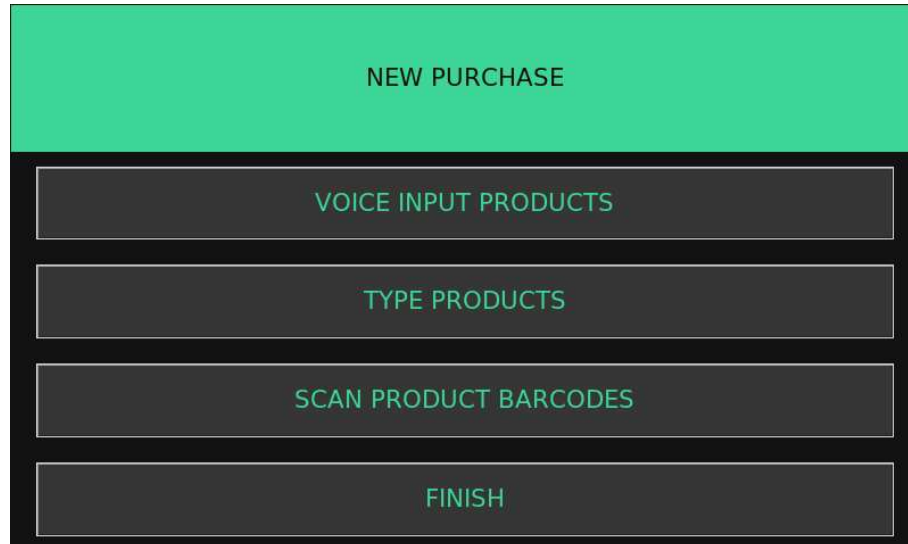 NEW PURCHASE
VOICE INPUT PRODUCTS
TYPE PRODUCTS
SCAN PRODUCT BARCODES
FINISH